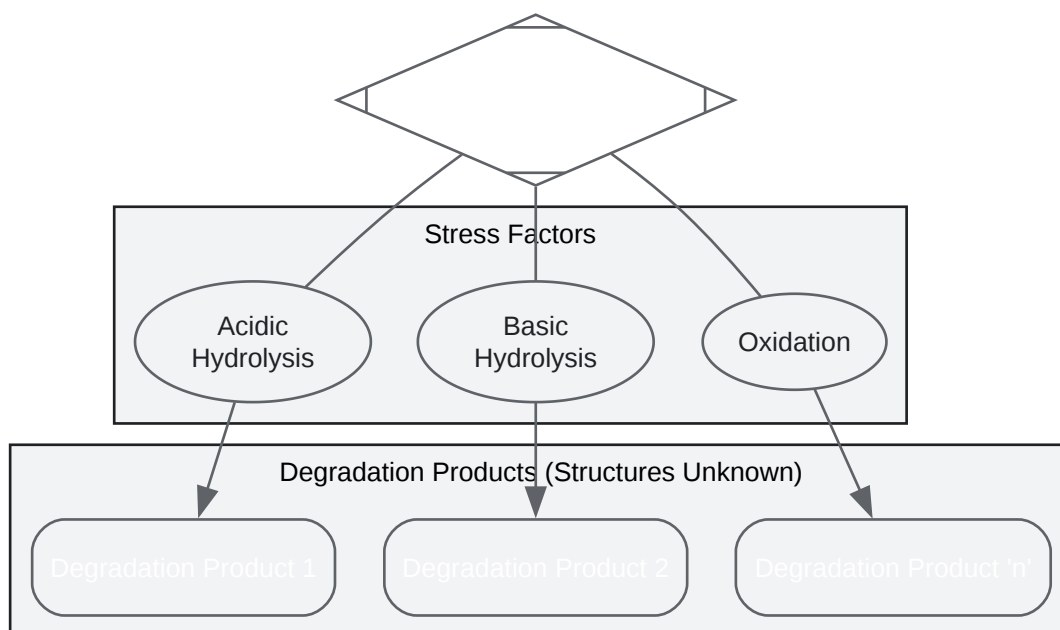 Stress Factors
Acidic
Hydrolysis
Basic
Hydrolysis
Oxidation
Degradation Products (Structures Unknown)
Degradation Product 1
Degradation Product 2
Degradation Product 'n'